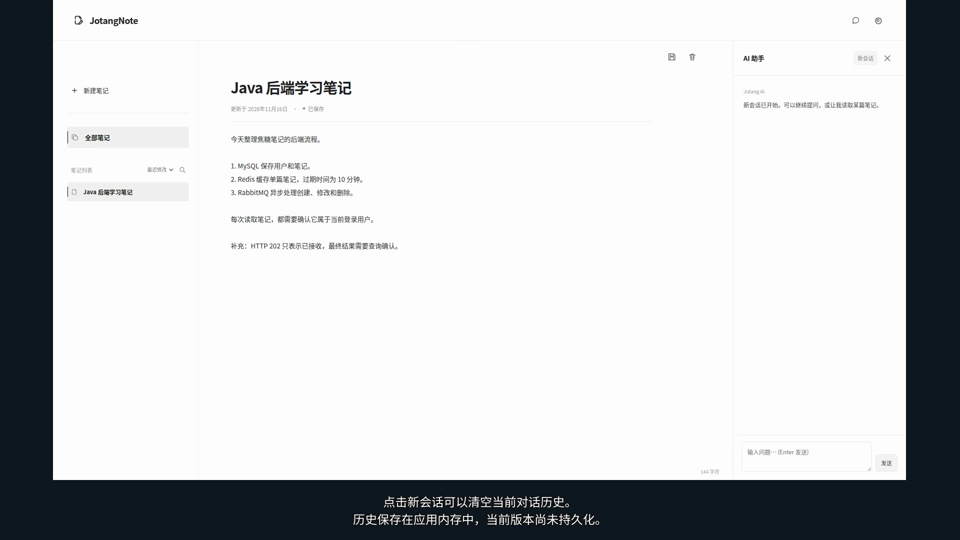 JotangNote
新建笔记
全部笔记
笔记列表
最近修改
Java 后端学习笔记
Java 后端学习笔记
更新于 2026年11月16日 · 已保存
今天整理焦糖笔记的后端流程。
1. MySQL 保存用户和笔记。
2. Redis 缓存单篇笔记，过期时间为 10 分钟。
3. RabbitMQ 异步处理创建、修改和删除。
每次读取笔记，都需要确认它属于当前登录用户。
补充：HTTP 202 只表示已接收，最终结果需要查询确认。
144 字符
AI 助手
新会话
Jotang AI
新会话已开始。可以继续提问，或让我读取某篇笔记。
输入问题… (Enter 发送)
发送
点击新会话可以清空当前对话历史。
历史保存在应用内存中，当前版本尚未持久化。